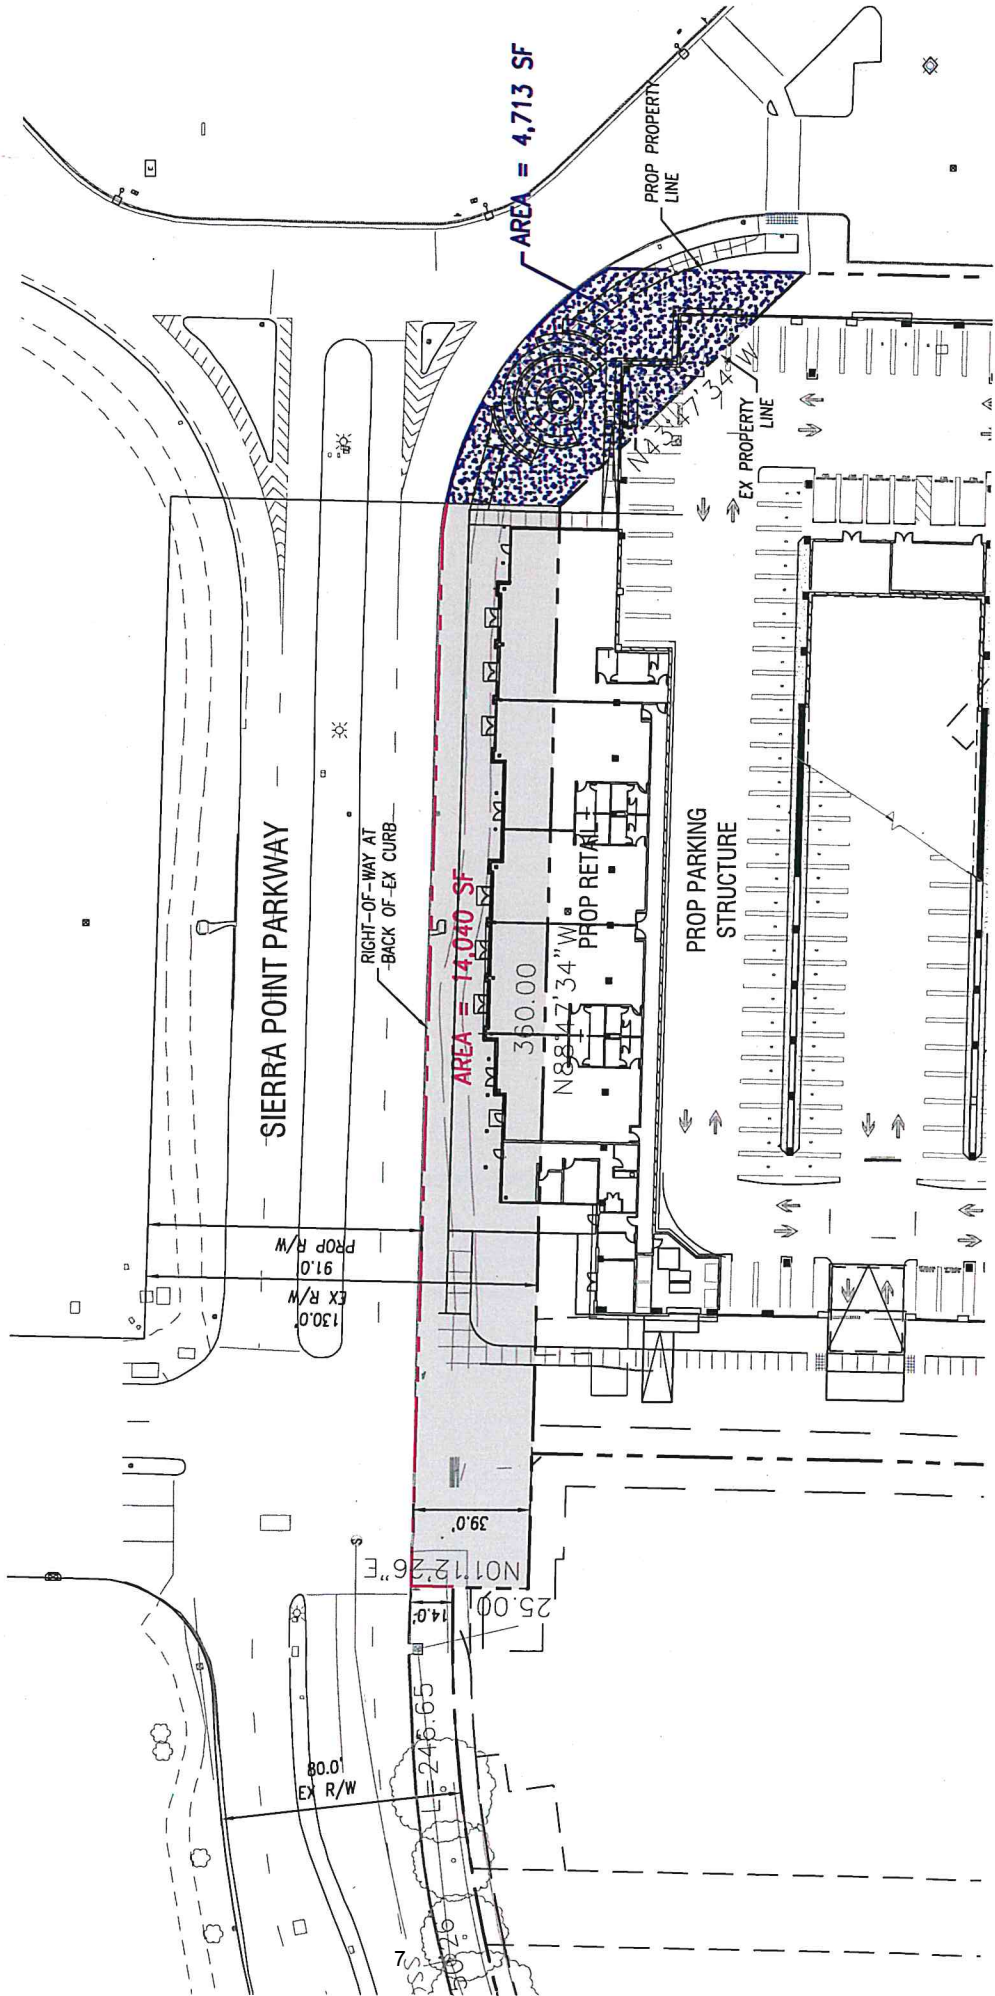 AREA = 4,713 SF
PROP PROPERTY
LINE
N43°47'34"W
EX PROPERTY
LINE
SIERRA POINT PARKWAY
RIGHT-OF-WAY AT
BACK OF EX CURB
AREA = 14,040 SF
360.00
N88°47'34"W
PROP RETAIL
PROP PARKING
STRUCTURE
PROP R/W
91.0'
EX R/W
130.0'
39.0'
N01°12'26"E
25.00
14.0'
80.0'
EX R/W
L=246.65
S
7